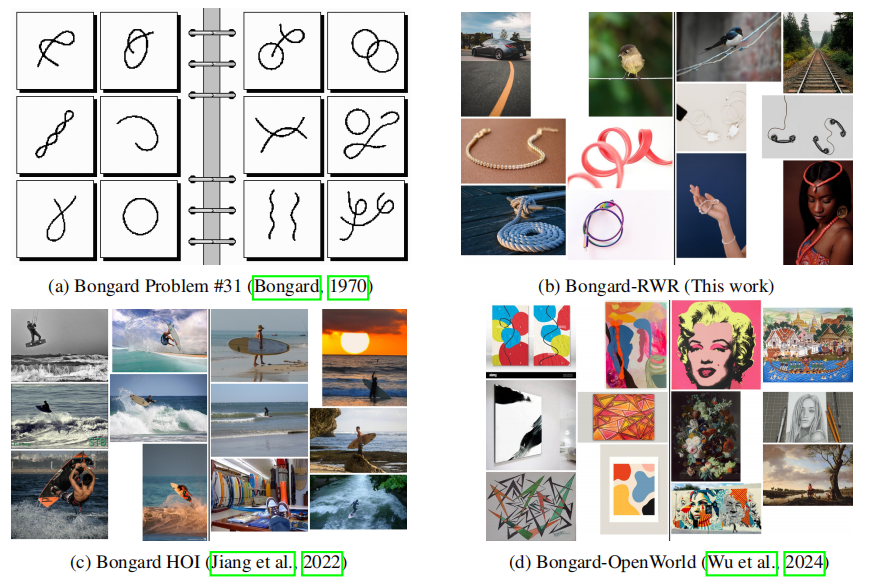 (a) Bongard Problem #31 (Bongard, 1970)
(b) Bongard-RWR (This work)
(c) Bongard HOI (Jiang et al., 2022)
(d) Bongard-OpenWorld (Wu et al., 2024)